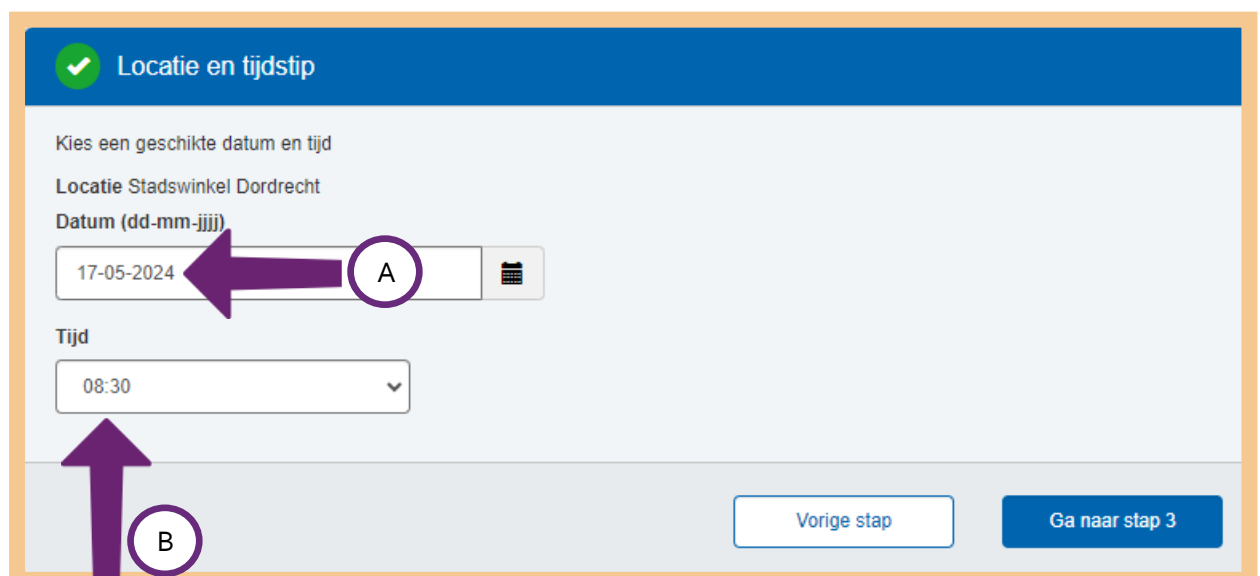 Locatie en tijdstip
Kies een geschikte datum en tijd
Locatie Stadswinkel Dordrecht
Datum (dd-mm-jjjj)
17-05-2024
A
Tijd
08:30
B
Vorige stap
Ga naar stap 3